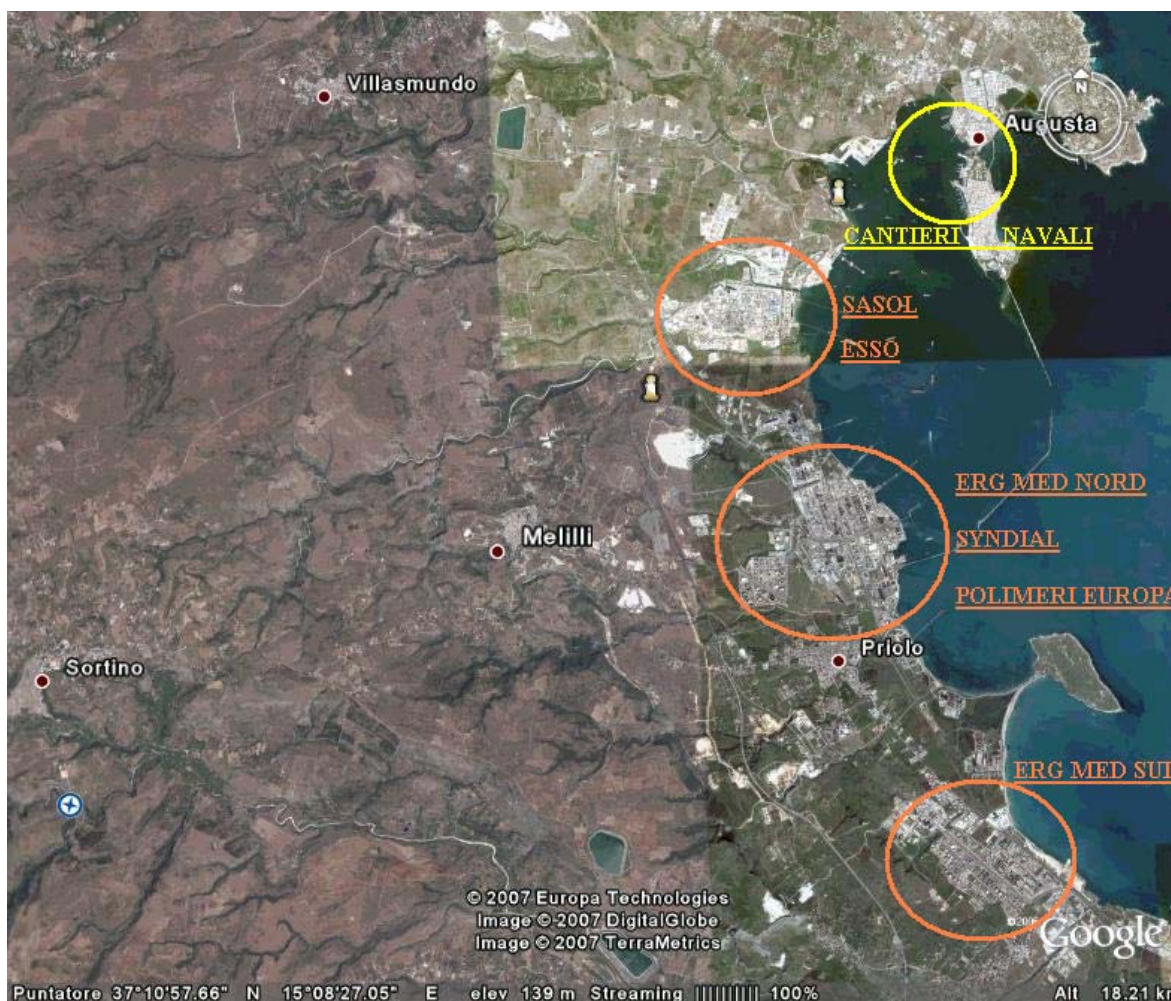 Villasmundo
N
Augusta
CANTIERI NAVALI
SASOL
ESSO
ERG MED NORD
Melilli
SYNDIAL
POLIMERI EUROPA
Priolo
Sortino
ERG MED SUD
© 2007 Europa Technologies
Image © 2007 DigitalGlobe
Image © 2007 TerraMetrics
Google
Puntatore 37°10'57.66" N 15°08'27.05" E elev 139 m Streaming |||||||||| 100% Alt 18.21 km